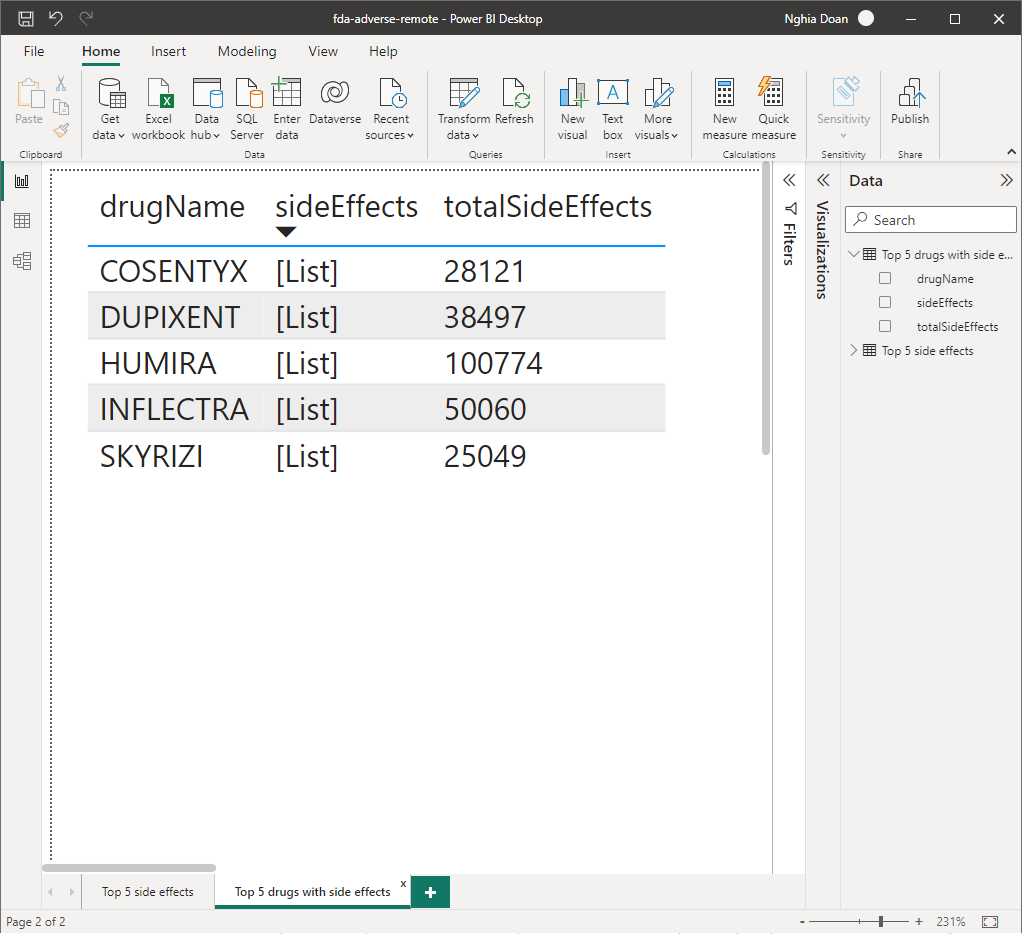 fda-adverse-remote - Power BI Desktop
Nghia Doan
File Home Insert Modeling View Help
Paste
Get data
Excel workbook
Data hub
SQL Server
Enter data
Dataverse
Recent sources
Transform data
Refresh
New visual
Text box
More visuals
New measure
Quick measure
Sensitivity
Publish
Clipboard Data Queries Insert Calculations Sensitivity Share
drugName sideEffects totalSideEffects
COSENTYX [List] 28121
DUPIXENT [List] 38497
HUMIRA [List] 100774
INFLECTRA [List] 50060
SKYRIZI [List] 25049
Filters
Visualizations
Data
Search
Top 5 drugs with side e...
drugName
sideEffects
totalSideEffects
Top 5 side effects
Top 5 side effects
Top 5 drugs with side effects x
Page 2 of 2
- + 231%